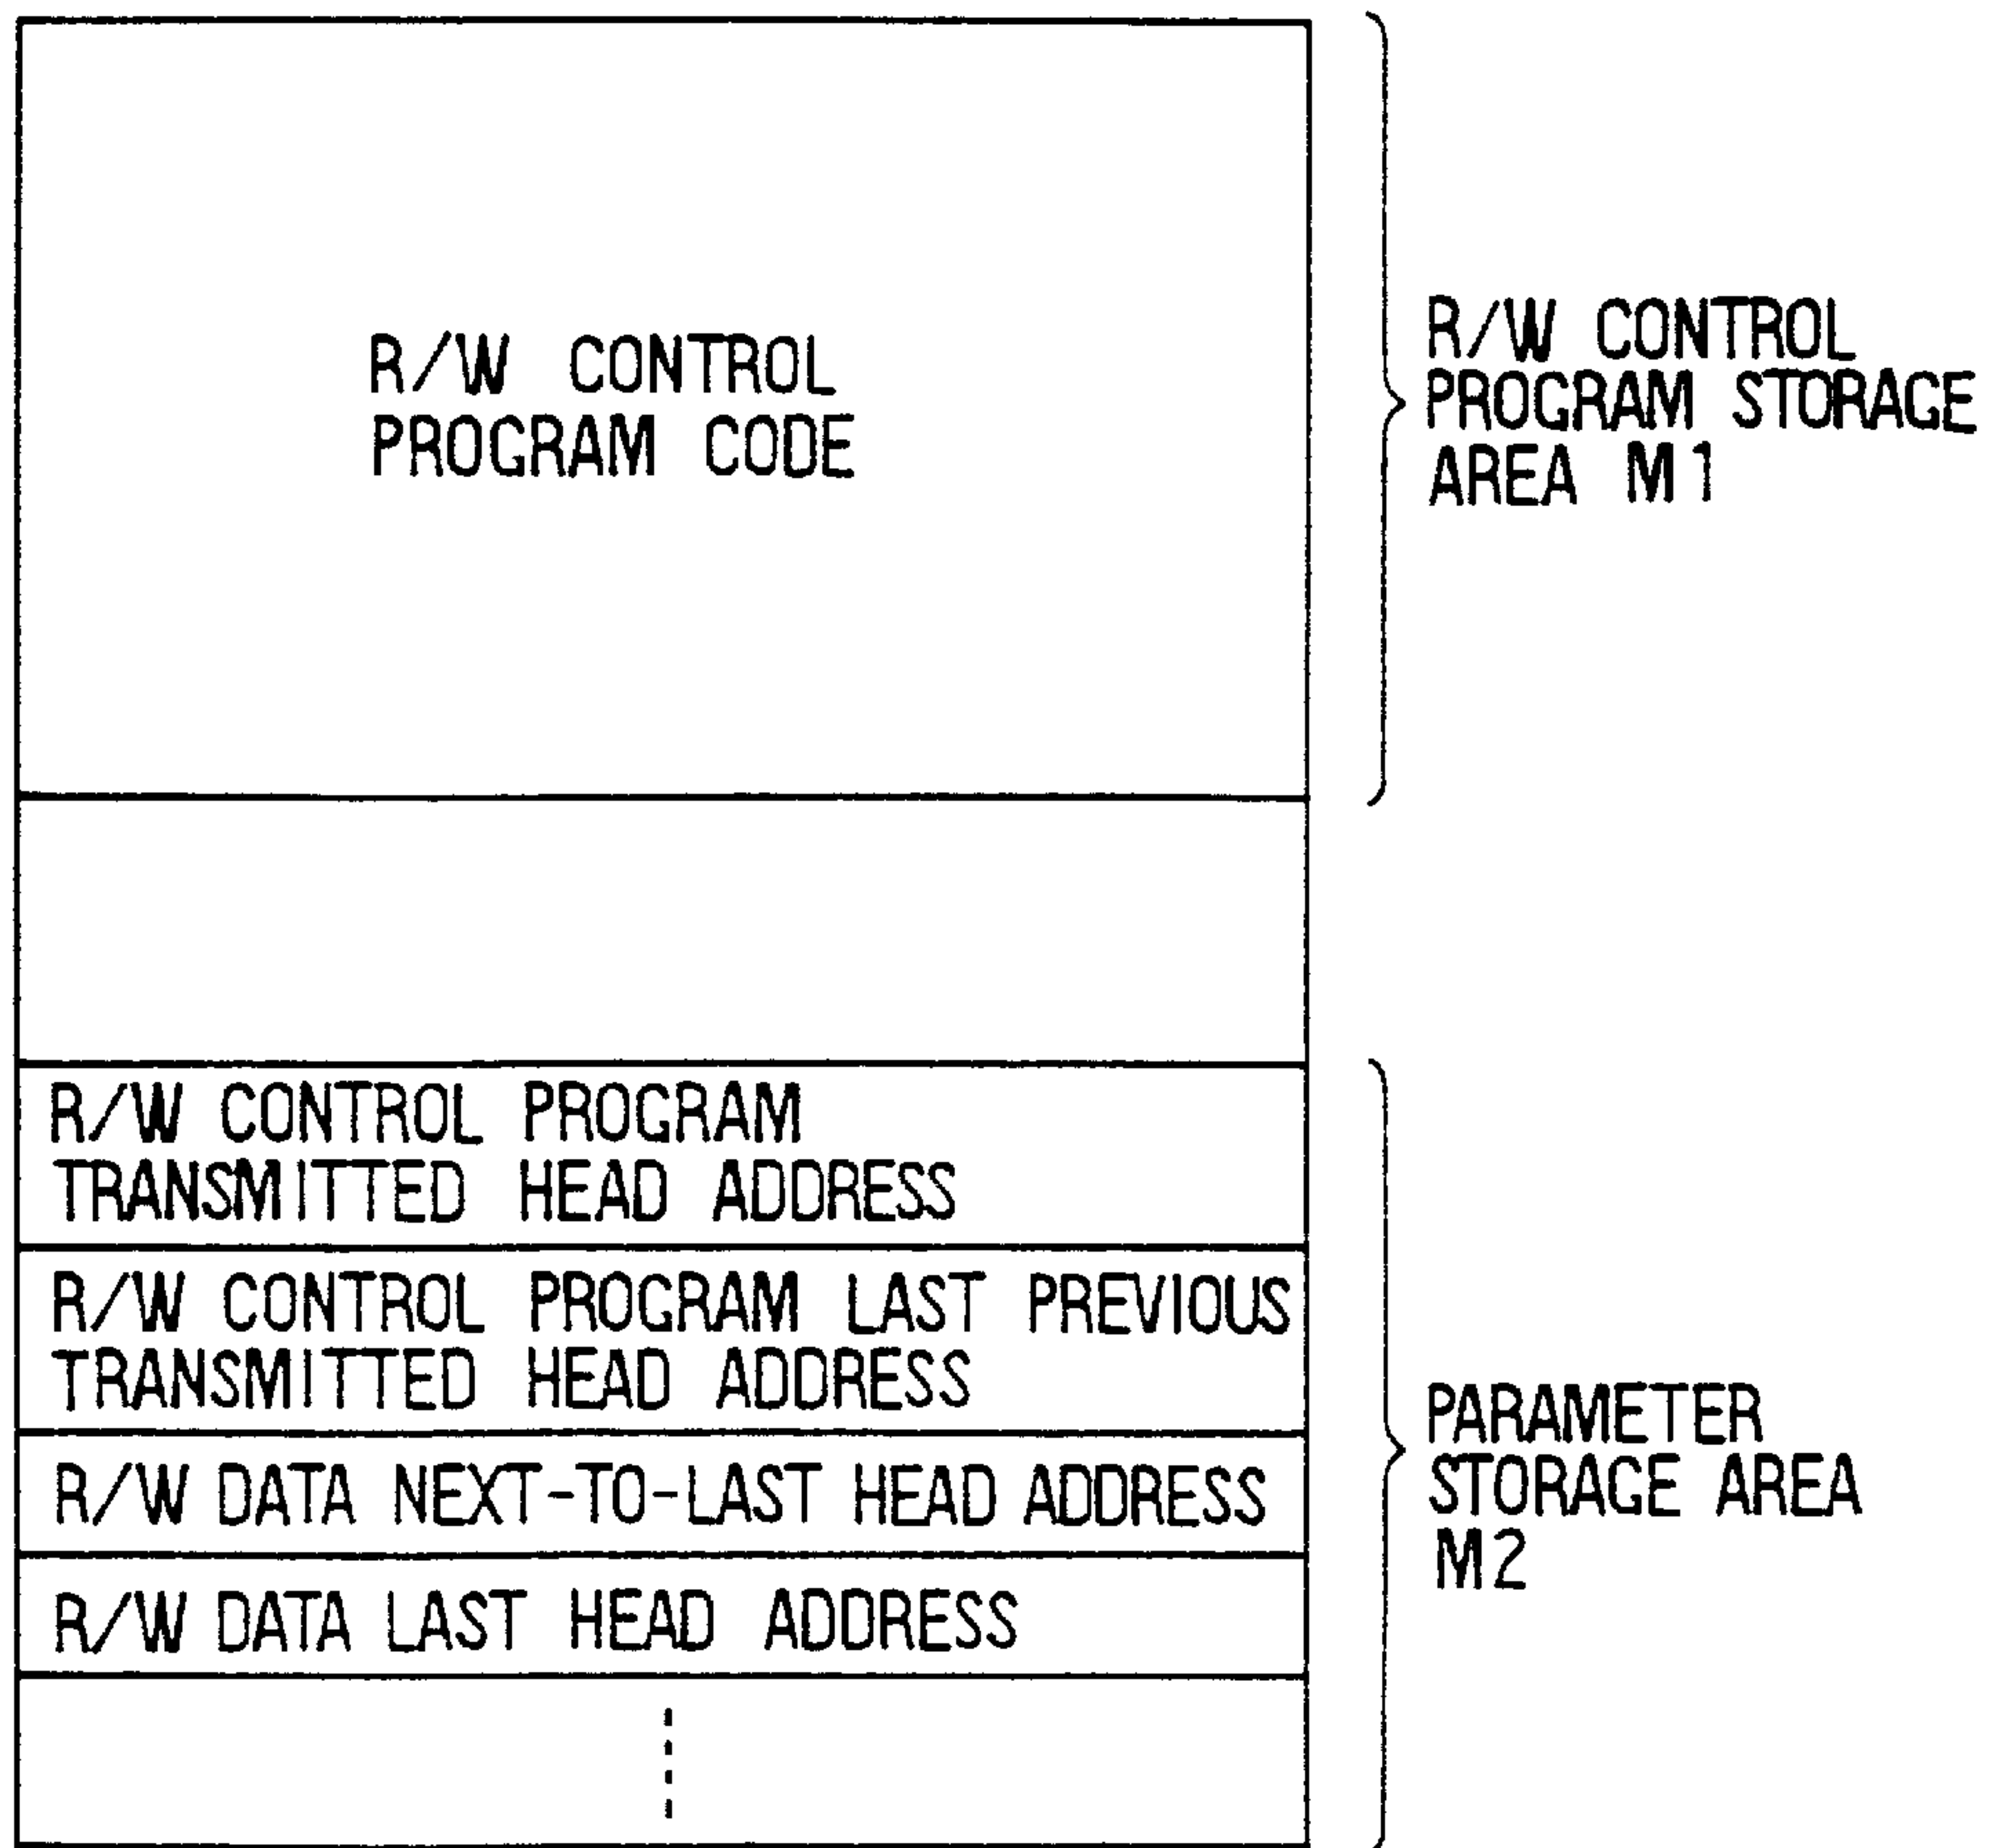 R/W CONTROL
PROGRAM CODE
R/W CONTROL
PROGRAM STORAGE
AREA M1
R/W CONTROL PROGRAM
TRANSMITTED HEAD ADDRESS
R/W CONTROL PROGRAM LAST PREVIOUS
TRANSMITTED HEAD ADDRESS
R/W DATA NEXT-TO-LAST HEAD ADDRESS
R/W DATA LAST HEAD ADDRESS
PARAMETER
STORAGE AREA
M2